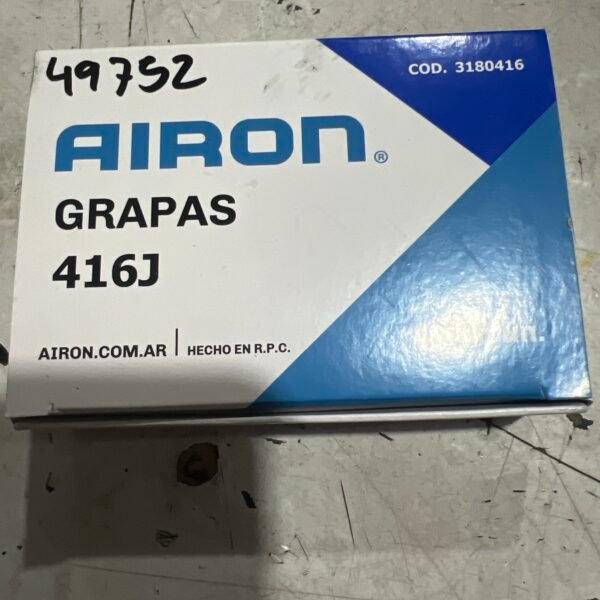 49752
COD. 3180416
AIRON®
GRAPAS
416J
AIRON.COM.AR | HECHO EN R.P.C.